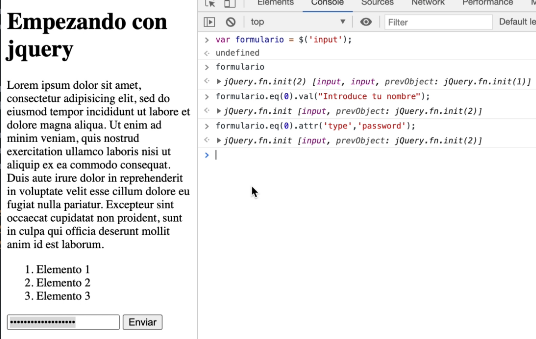 Empezando con
jquery
Lorem ipsum dolor sit amet,
consectetur adipisicing elit, sed do
eiusmod tempor incididunt ut labore et
dolore magna aliqua. Ut enim ad
minim veniam, quis nostrud
exercitation ullamco laboris nisi ut
aliquip ex ea commodo consequat.
Duis aute irure dolor in reprehenderit
in voluptate velit esse cillum dolore eu
fugiat nulla pariatur. Excepteur sint
occaecat cupidatat non proident, sunt
in culpa qui officia deserunt mollit
anim id est laborum.
1. Elemento 1
2. Elemento 2
3. Elemento 3
•••••••••••••••••• Enviar
Elements Console Sources Network Performance
top Filter Default le
> var formulario = $('input');
undefined
> formulario
jQuery.fn.init(2) [input, input, prevObject: jQuery.fn.init(1)]
> formulario.eq(0).val("Introduce tu nombre");
jQuery.fn.init [input, prevObject: jQuery.fn.init(2)]
> formulario.eq(0).attr('type','password');
jQuery.fn.init [input, prevObject: jQuery.fn.init(2)]
>